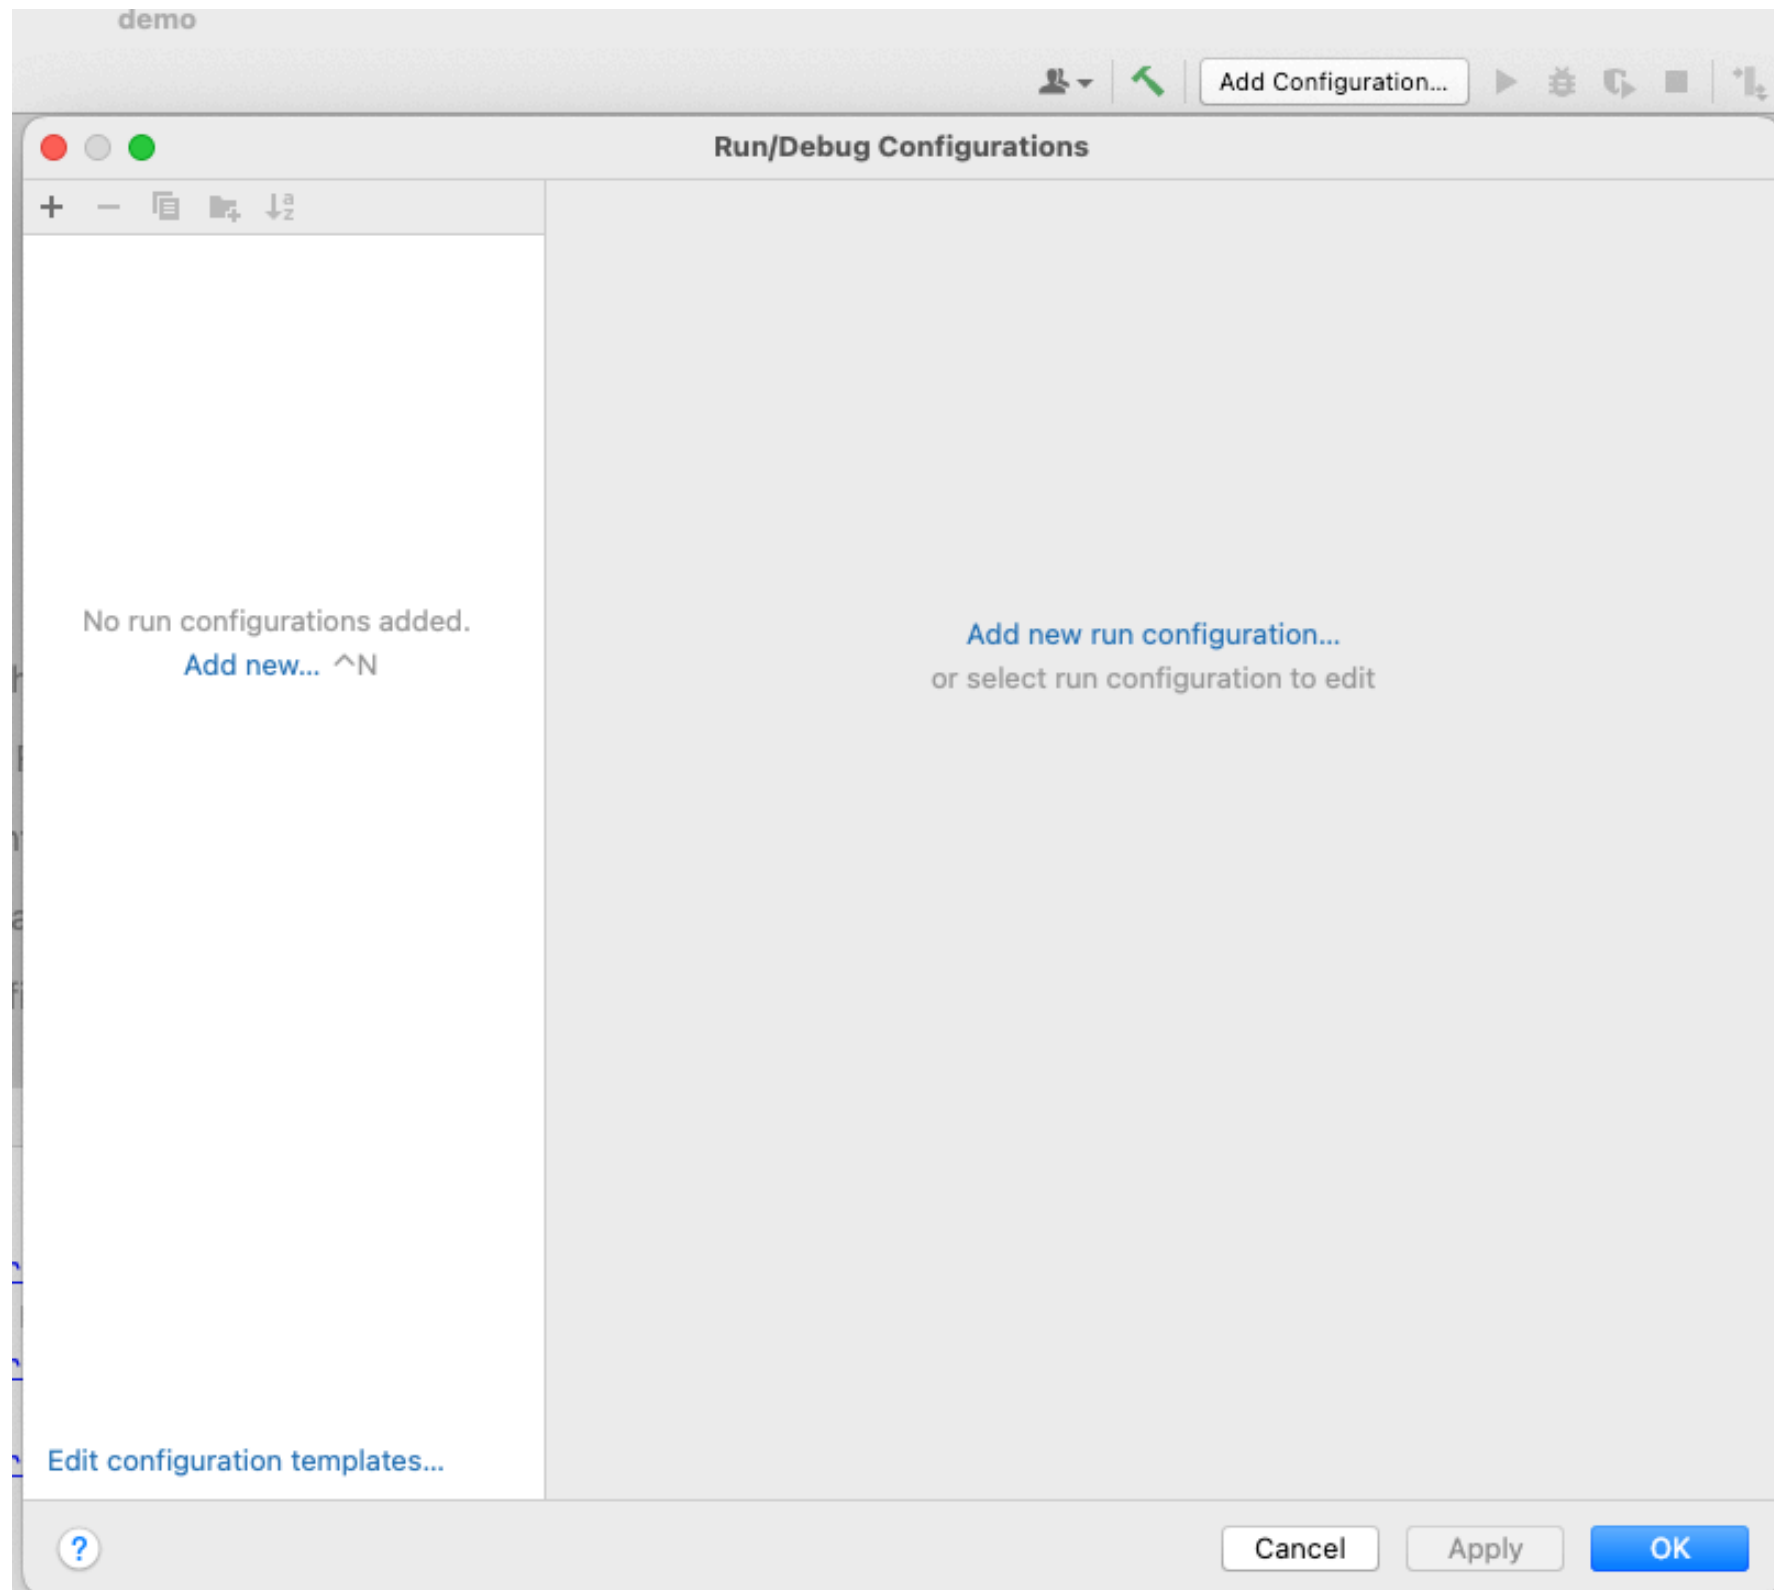 demo
Add Configuration...
Run/Debug Configurations
No run configurations added.
Add new... ^N
Add new run configuration...
or select run configuration to edit
Edit configuration templates...
?
Cancel
Apply
OK